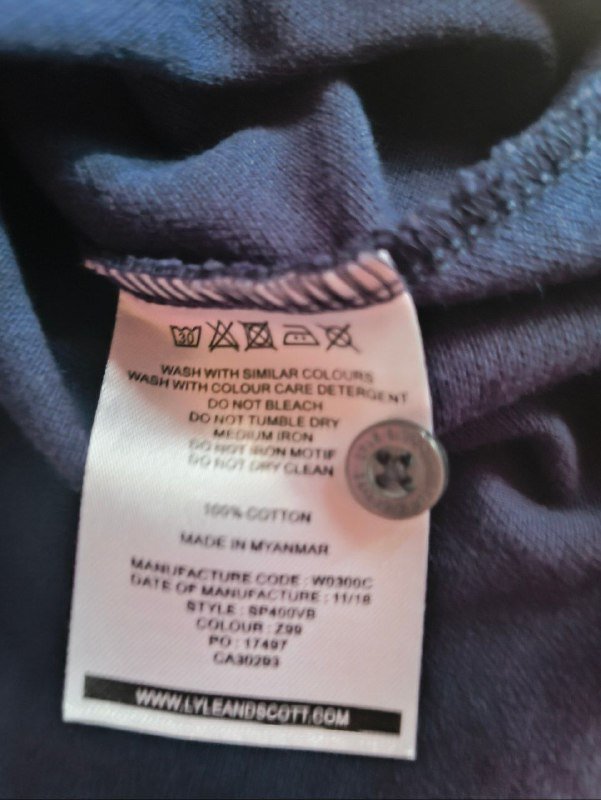 30
WASH WITH SIMILAR COLOURS
WASH WITH COLOUR CARE DETERGENT
DO NOT BLEACH
DO NOT TUMBLE DRY
MEDIUM IRON
DO NOT IRON MOTIF
DO NOT DRY CLEAN
100% COTTON
MADE IN MYANMAR
MANUFACTURE CODE : W0300C
DATE OF MANUFACTURE : 11/18
STYLE : SP400VB
COLOUR : Z99
PO : 17497
CA30293
WWW.LYLEANDSCOTT.COM